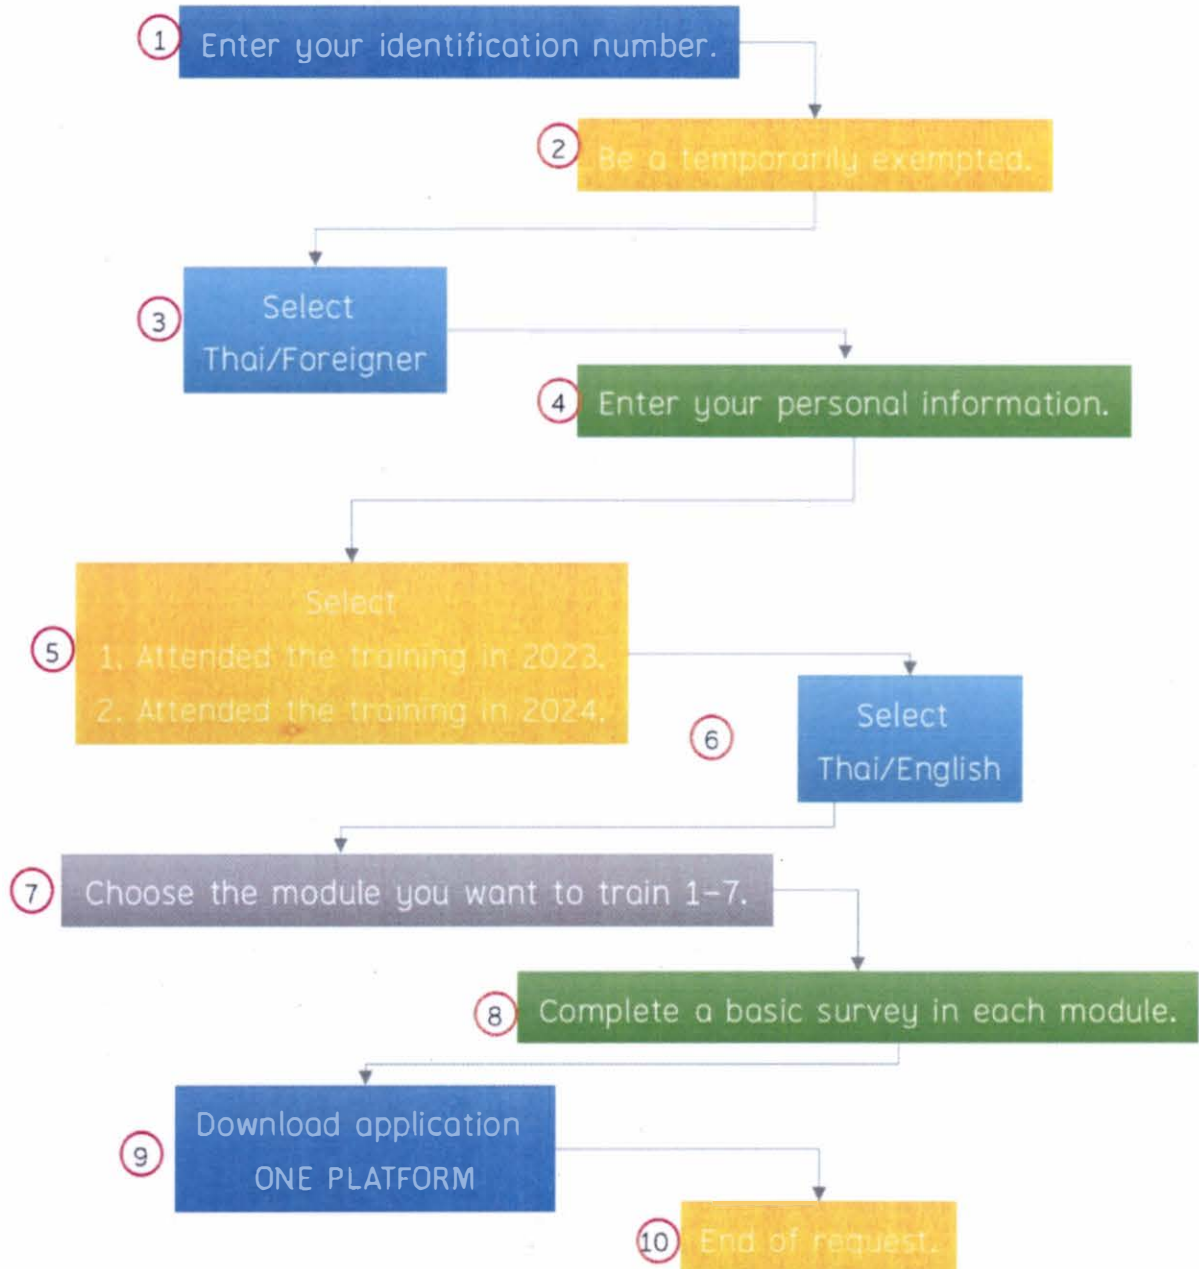 1
Enter your identification number.
2
Be a temporarily exempted.
3
Select
Thai/Foreigner
4
Enter your personal information.
5
Select
1. Attended the training in 2023.
2. Attended the training in 2024.
6
Select
Thai/English
7
Choose the module you want to train 1-7.
8
Complete a basic survey in each module.
9
Download application
ONE PLATFORM
10
End of request.